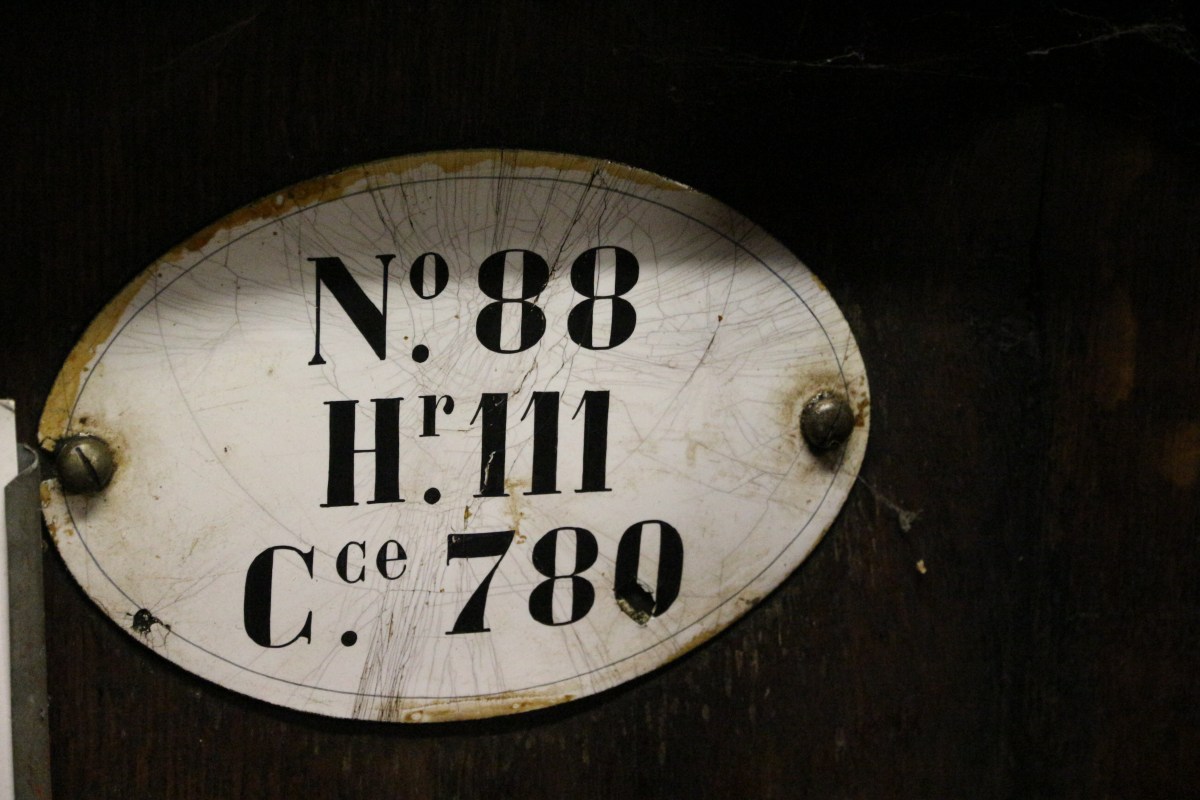 Nº. 88
Hʳ. 111
Cᶜᵉ. 780